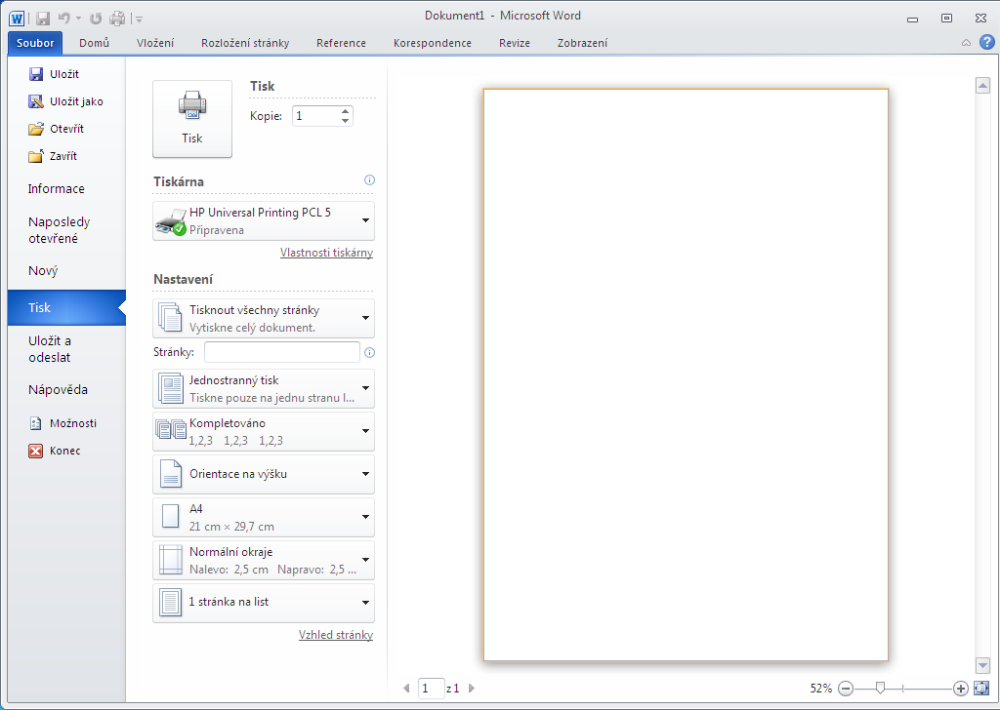 Dokument1 - Microsoft Word
Soubor Domů Vložení Rozložení stránky Reference Korespondence Revize Zobrazení
Uložit
Uložit jako
Otevřít
Zavřít
Informace
Naposledy
otevřené
Nový
Tisk
Uložit a
odeslat
Nápověda
Možnosti
Konec
Tisk
Tisk
Kopie: 1
Tiskárna
HP Universal Printing PCL 5
Připravena
Vlastnosti tiskárny
Nastavení
Tisknout všechny stránky
Vytiskne celý dokument.
Stránky:
Jednostranný tisk
Tiskne pouze na jednu stranu l...
Kompletováno
1,2,3 1,2,3 1,2,3
Orientace na výšku
A4
21 cm × 29,7 cm
Normální okraje
Nalevo: 2,5 cm Napravo: 2,5 ...
1 stránka na list
Vzhled stránky
1 z 1
52%